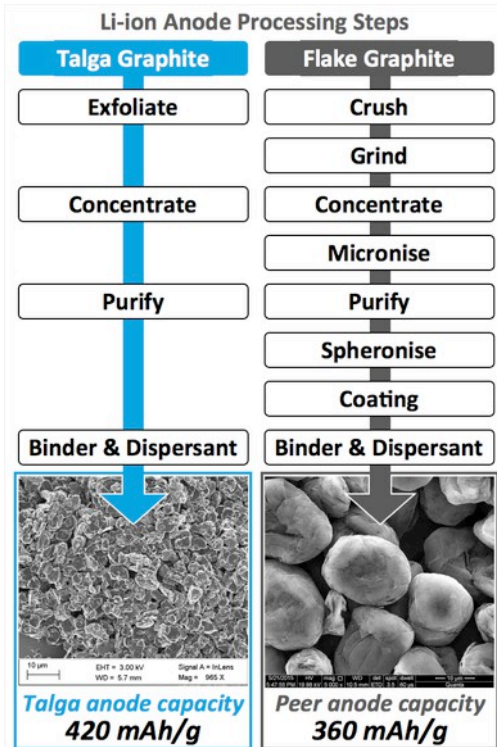 Li-ion Anode Processing Steps
Talga Graphite
Flake Graphite
Exfoliate
Crush
Grind
Concentrate
Concentrate
Micronise
Purify
Purify
Spheronise
Coating
Binder & Dispersant
Binder & Dispersant
10 µm
EHT = 3.00 kV
WD = 5.7 mm
Signal A = InLens
Mag = 965 X
Talga anode capacity
420 mAh/g
Peer anode capacity
360 mAh/g